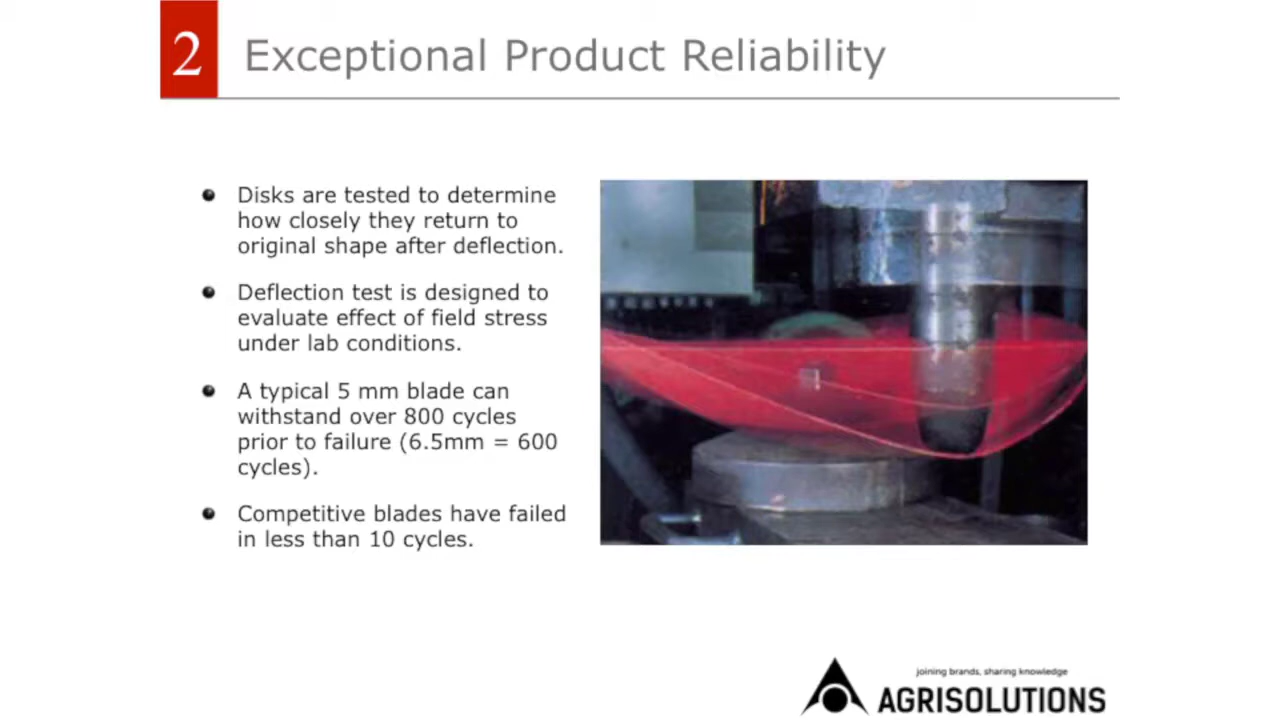 2
Exceptional Product Reliability
Disks are tested to determine
how closely they return to
original shape after deflection.
Deflection test is designed to
evaluate effect of field stress
under lab conditions.
A typical 5 mm blade can
withstand over 800 cycles
prior to failure (6.5mm = 600
cycles).
Competitive blades have failed
in less than 10 cycles.
joining brands, sharing knowledge
AGRISOLUTIONS